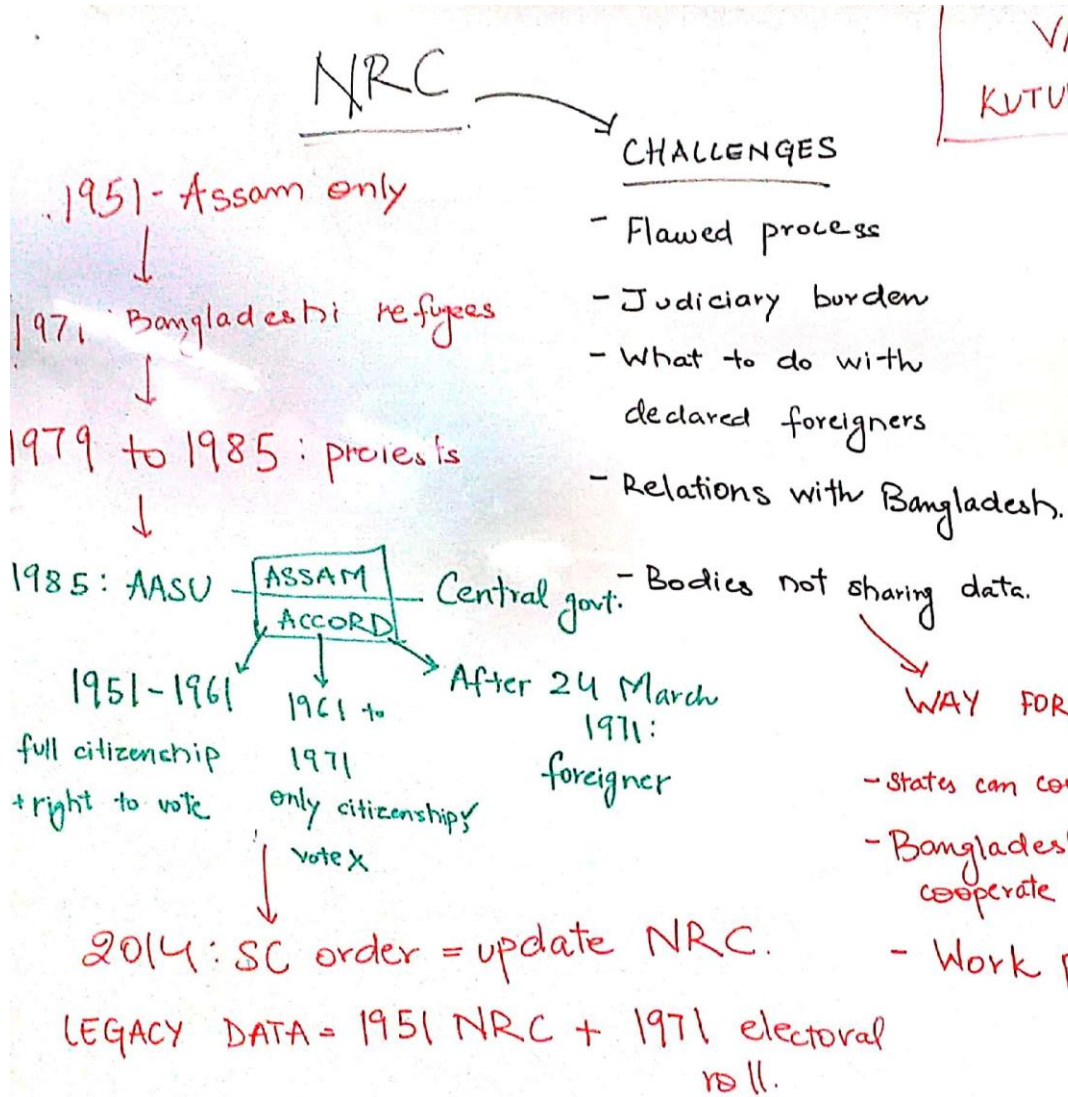 NRC
1951 - Assam only
1971 Bangladeshi refugees
1979 to 1985 : protests
1985 : AASU - ASSAM ACCORD - Central govt.
1951-1961
full citizenship
+ right to vote
1961 to
1971
only citizenship,
vote X
After 24 March
1971:
foreigner
2014 : SC order = update NRC.
LEGACY DATA = 1951 NRC + 1971 electoral
roll.
CHALLENGES
- Flawed process
- Judiciary burden
- What to do with
declared foreigners
- Relations with Bangladesh.
- Bodies not sharing data.
WAY FOR
- States can co
- Banglades
cooperate
- Work
KUTU